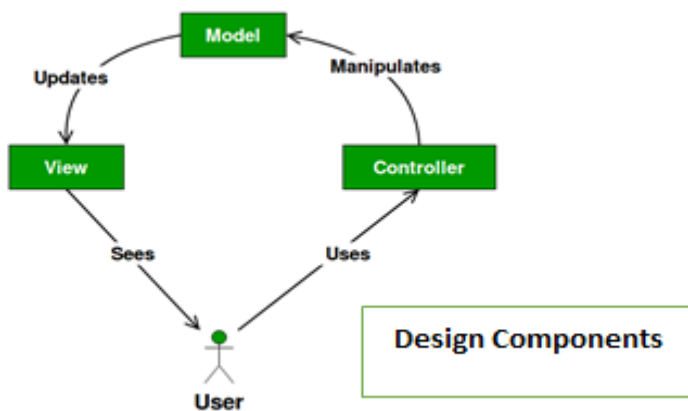 Model
Updates
Manipulates
View
Controller
Sees
Uses
Design Components
User